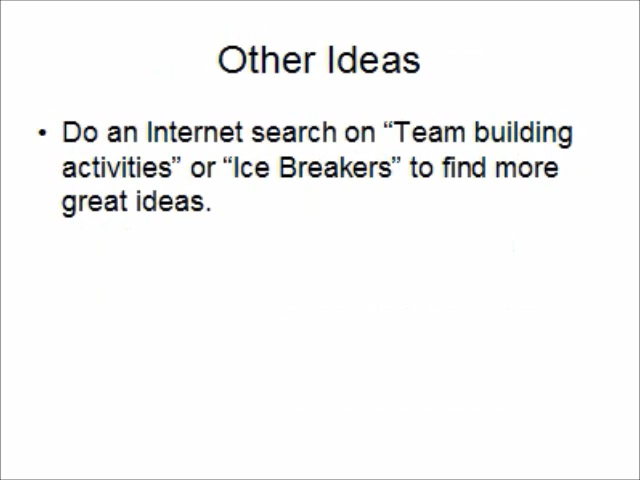 Other Ideas
• Do an Internet search on “Team building
activities” or “Ice Breakers” to find more
great ideas.